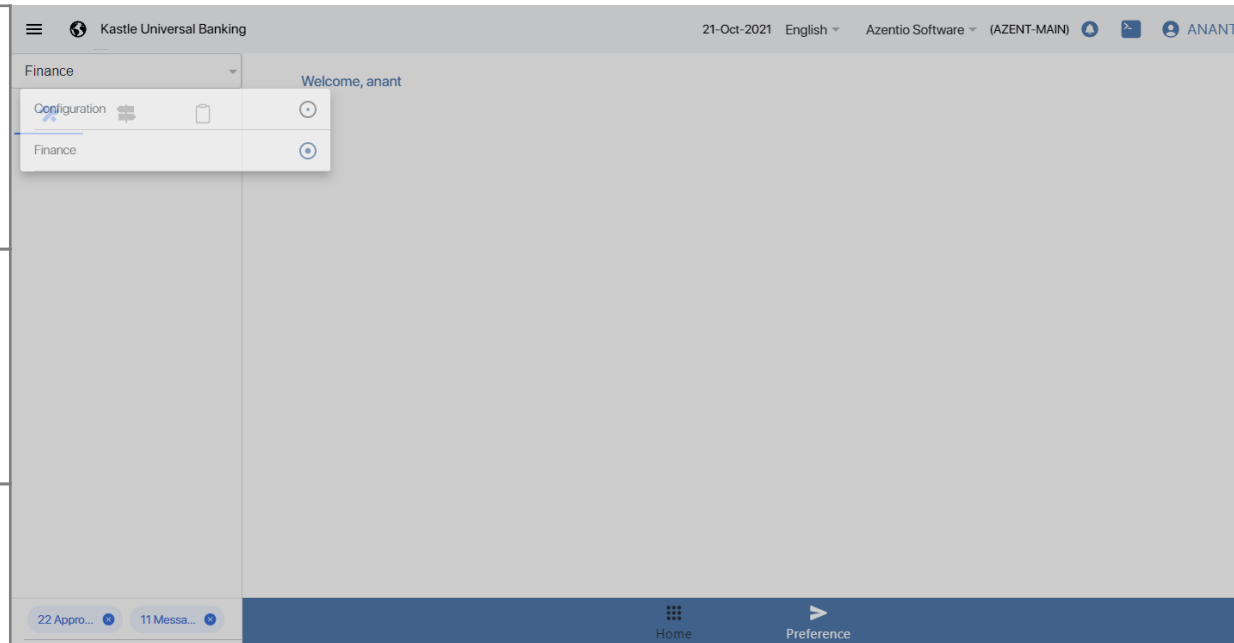 Kastle Universal Banking 21-Oct-2021 English Azentio Software (AZENT-MAIN) ANANT
Finance
Welcome, anant
Configuration
Finance
22 Appro... 11 Messa...
Home Preference